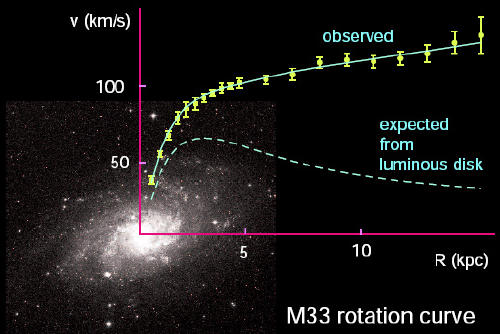 v (km/s)
observed
100
expected
from
luminous disk
50
5
10
R (kpc)
M33 rotation curve